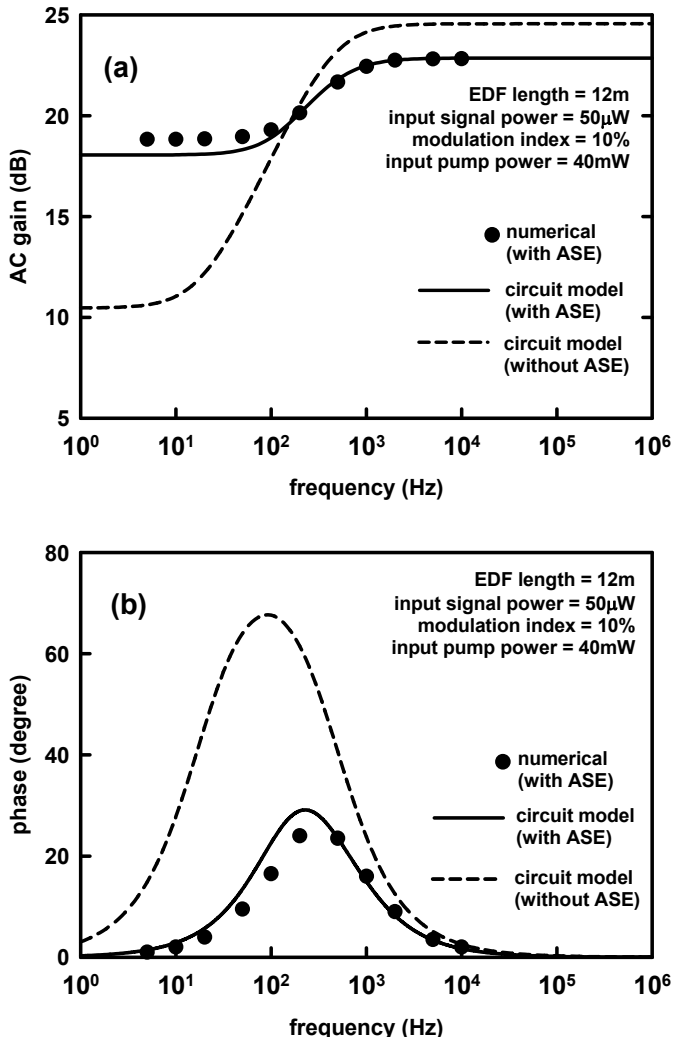 25
(a)
EDF length = 12m
20
input signal power = 50μW
modulation index = 10%
input pump power = 40mW
AC gain (dB)
15
numerical
(with ASE)
10
circuit model
(with ASE)
circuit model
(without ASE)
5
10⁰ 10¹ 10² 10³ 10⁴ 10⁵ 10⁶
frequency (Hz)
80
(b)
EDF length = 12m
input signal power = 50μW
modulation index = 10%
input pump power = 40mW
60
phase (degree)
40
numerical
(with ASE)
20
circuit model
(with ASE)
circuit model
(without ASE)
0
10⁰ 10¹ 10² 10³ 10⁴ 10⁵ 10⁶
frequency (Hz)